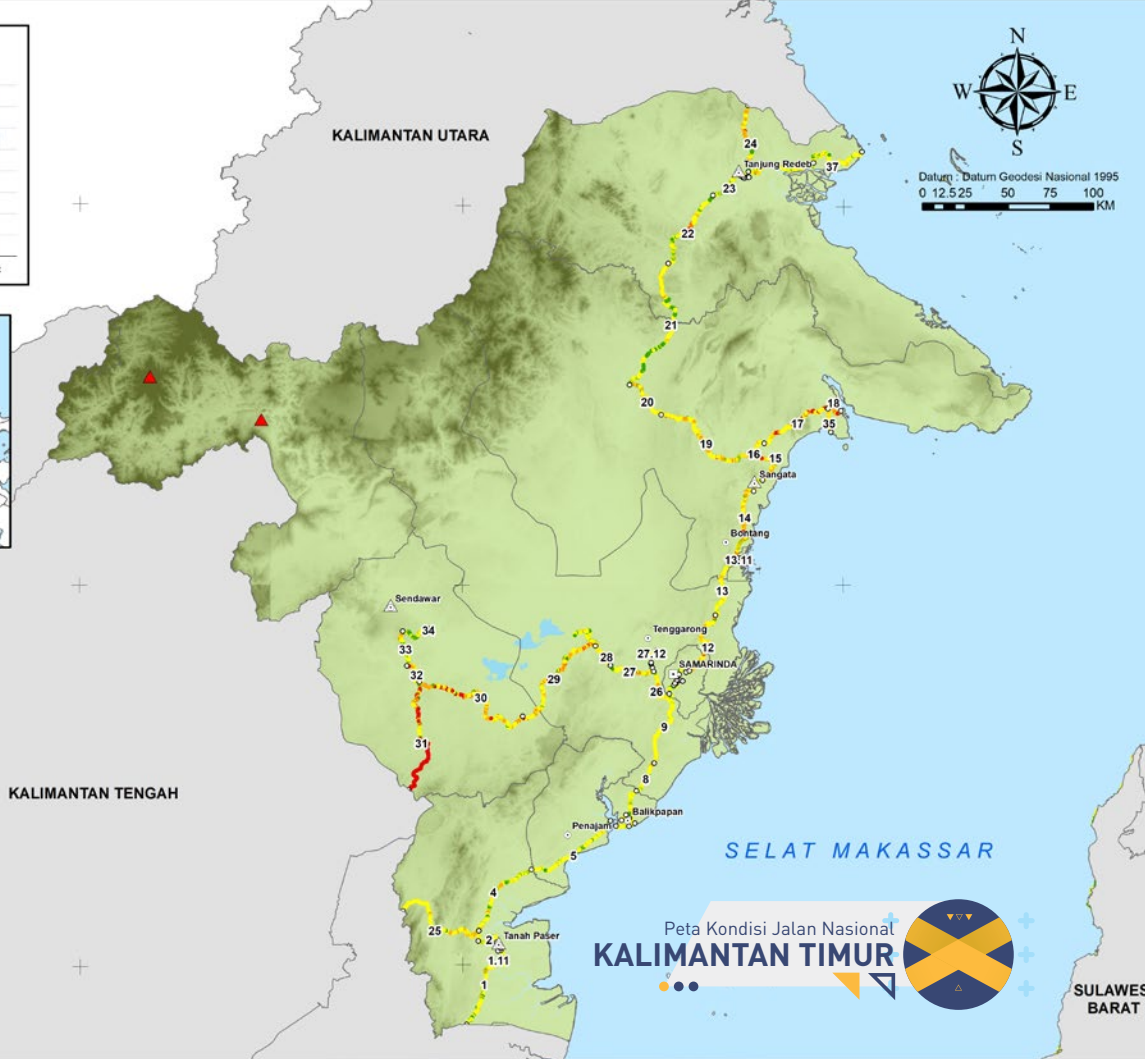 N
W E
S
Datum : Datum Geodesi Nasional 1995
0 12.525 50 75 100
KM
KALIMANTAN UTARA
24
Tanjung Redeb
37
23
22
21
20
18
17
35
19
16
15
Sangata
14
Bontang
13.11
13
Sendawar
34
Tenggarong
12
33
27.12
28
SAMARINDA
32
27
29
26
30
9
31
8
KALIMANTAN TENGAH
Balikpapan
Penajam
5
SELAT MAKASSAR
4
25
2
Tanah Paser
1.11
1
Peta Kondisi Jalan Nasional
KALIMANTAN TIMUR
SULAWES
BARAT